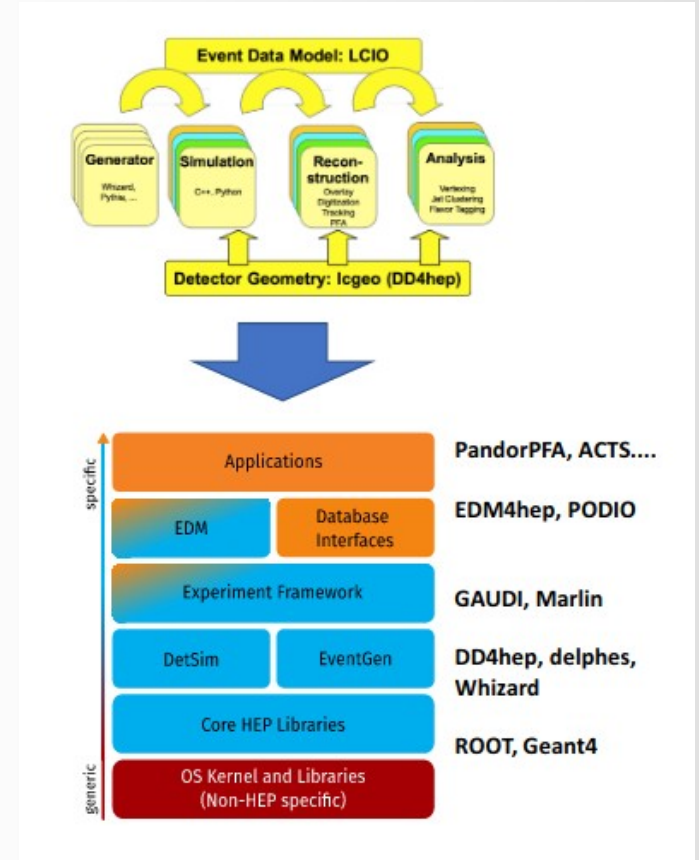 Event Data Model: LCIO
Generator
Whizard,
Pythia, ...
Simulation
C++, Python
Recon-
struction
Overlay
Digitization
Tracking
PFA
Analysis
Vertexing
Jet Clustering
Flavor Tagging
Detector Geometry: lcgeo (DD4hep)
specific
generic
Applications
PandorPFA, ACTS....
EDM
Database
Interfaces
EDM4hep, PODIO
Experiment Framework
GAUDI, Marlin
DetSim
EventGen
DD4hep, delphes,
Whizard
Core HEP Libraries
ROOT, Geant4
OS Kernel and Libraries
(Non-HEP specific)